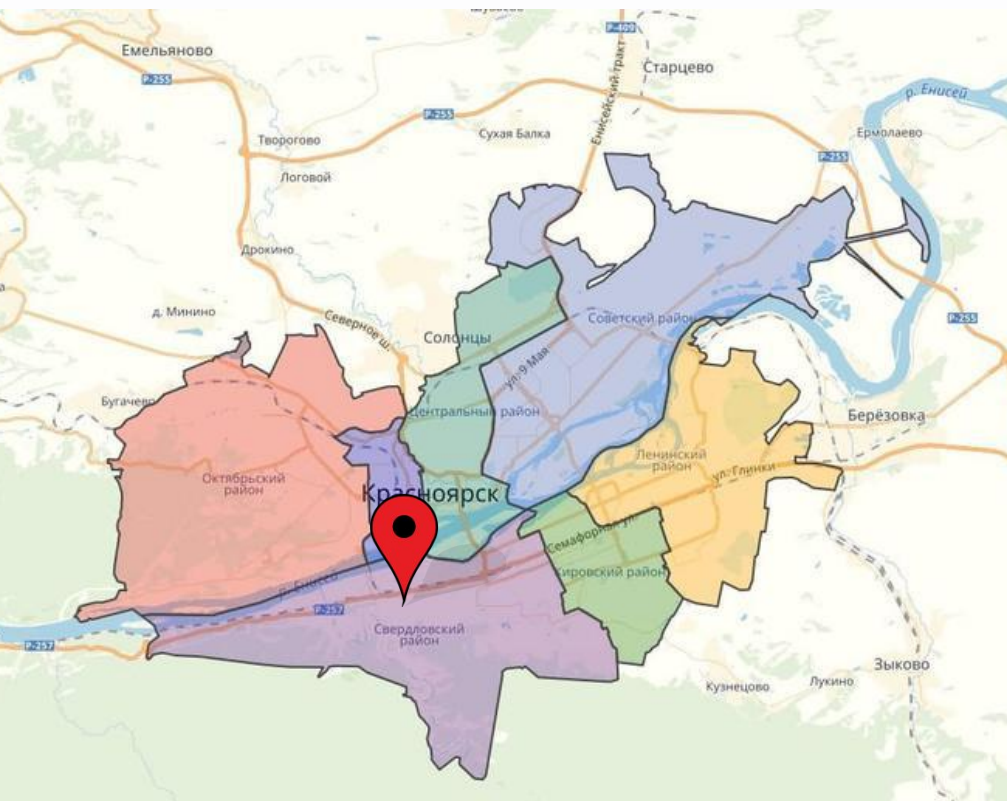 Емельяново
Р-255
Р-409
Енисейский тракт
Старцево
р. Енисей
Р-255
Творогово
Сухая Балка
Ермолаево
Р-255
Логовой
Дрокино
д. Минино
Северное ш.
Солонцы
Советский район
Р-255
ул. 9 Мая
Бугачево
Центральный район
Берёзовка
Октябрьский
район
Ленинский
район
ул. Глинки
Красноярск
Семафорная ул.
р. Енисей
Кировский район
Р-257
Р-257
Свердловский
район
Зыково
Кузнецово
Лукино